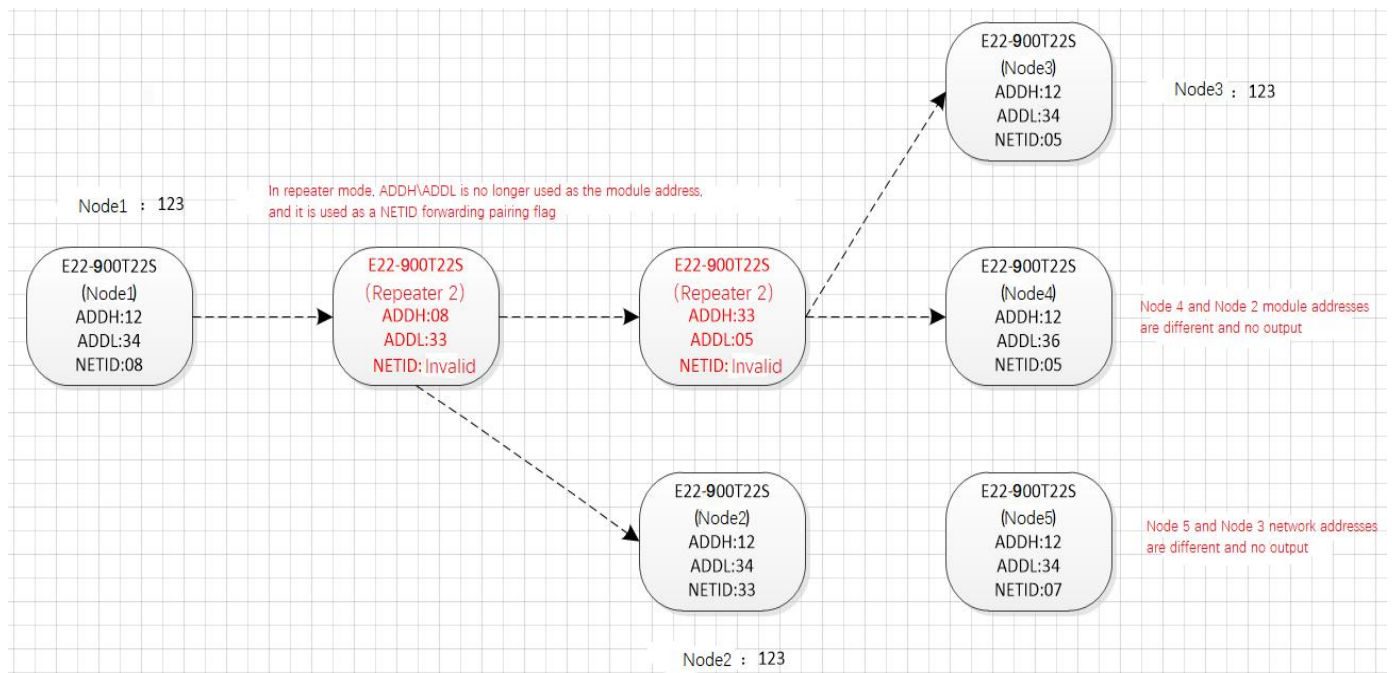 E22-900T22S
(Node3)
ADDH:12
ADDL:34
NETID:05
Node3 : 123
In repeater mode, ADDH\ADDL is no longer used as the module address,
and it is used as a NETID forwarding pairing flag
Node1 : 123
E22-900T22S
(Node1)
ADDH:12
ADDL:34
NETID:08
E22-900T22S
(Repeater 2)
ADDH:08
ADDL:33
NETID: Invalid
E22-900T22S
(Repeater 2)
ADDH:33
ADDL:05
NETID: Invalid
E22-900T22S
(Node4)
ADDH:12
ADDL:36
NETID:05
Node 4 and Node 2 module addresses
are different and no output
E22-900T22S
(Node2)
ADDH:12
ADDL:34
NETID:33
E22-900T22S
(Node5)
ADDH:12
ADDL:34
NETID:07
Node 5 and Node 3 network addresses
are different and no output
Node2 : 123